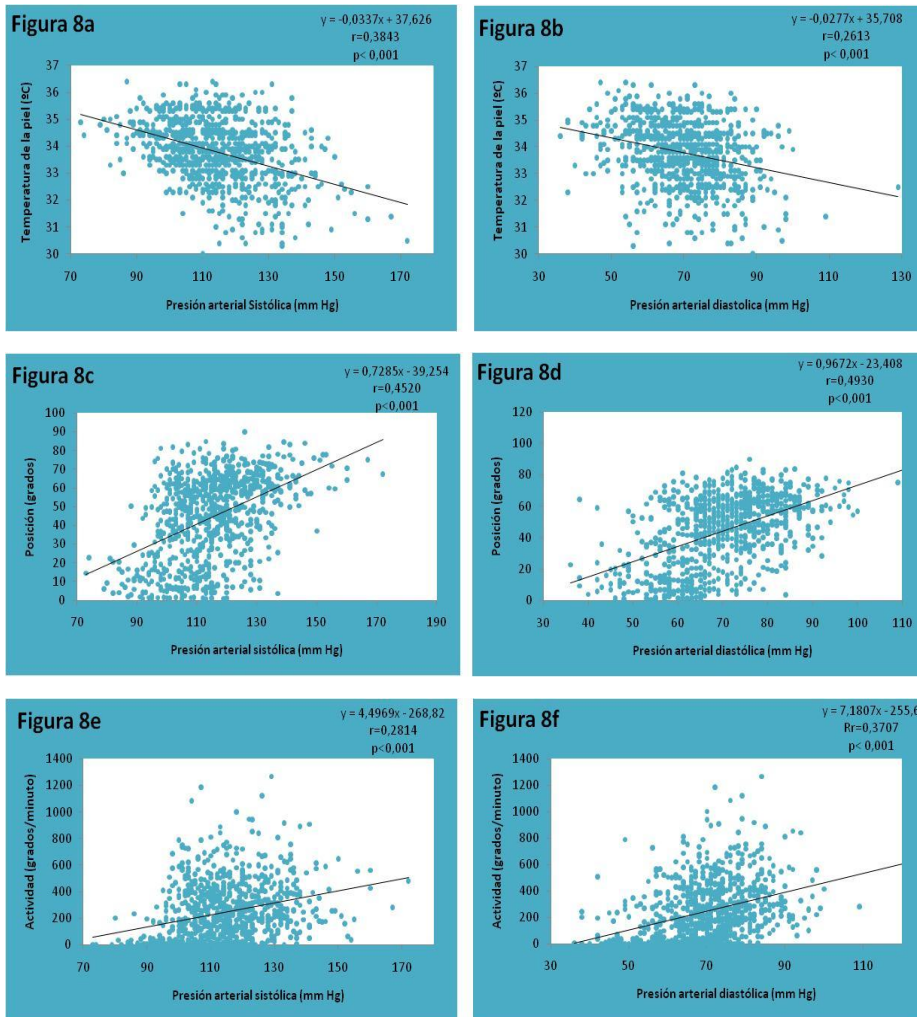 Figura 8a
y = -0,0337x + 37,626
r=0,3843
p< 0,001
Temperatura de la piel (ºC)
37
36
35
34
33
32
31
30
70 90 110 130 150 170
Presión arterial Sistólica (mm Hg)
Figura 8b
y = -0,0277x + 35,708
r=0,2613
p< 0,001
Temperatura de la piel (ºC)
37
36
35
34
33
32
31
30
30 50 70 90 110 130
Presión arterial diastolica (mm Hg)
Figura 8c
y = 0,7285x - 39,254
r=0,4520
p<0,001
Posición (grados)
100
90
80
70
60
50
40
30
20
10
0
70 90 110 130 150 170 190
Presión arterial sistólica (mm Hg)
Figura 8d
y = 0,9672x - 23,408
r=0,4930
p<0,001
Posición (grados)
120
100
80
60
40
20
0
30 40 50 60 70 80 90 100 110
Presión arterial diastólica (mm Hg)
Figura 8e
y = 4,4969x - 268,82
r=0,2814
p<0,001
Actividad (grados/minuto)
1400
1200
1000
800
600
400
200
0
70 90 110 130 150 170
Presión arterial sistólica (mm Hg)
Figura 8f
y = 7,1807x - 255,6
Rr=0,3707
p< 0,001
Actividad (grados/minuto)
1400
1200
1000
800
600
400
200
0
30 50 70 90 110
Presión arterial diastólica (mm Hg)